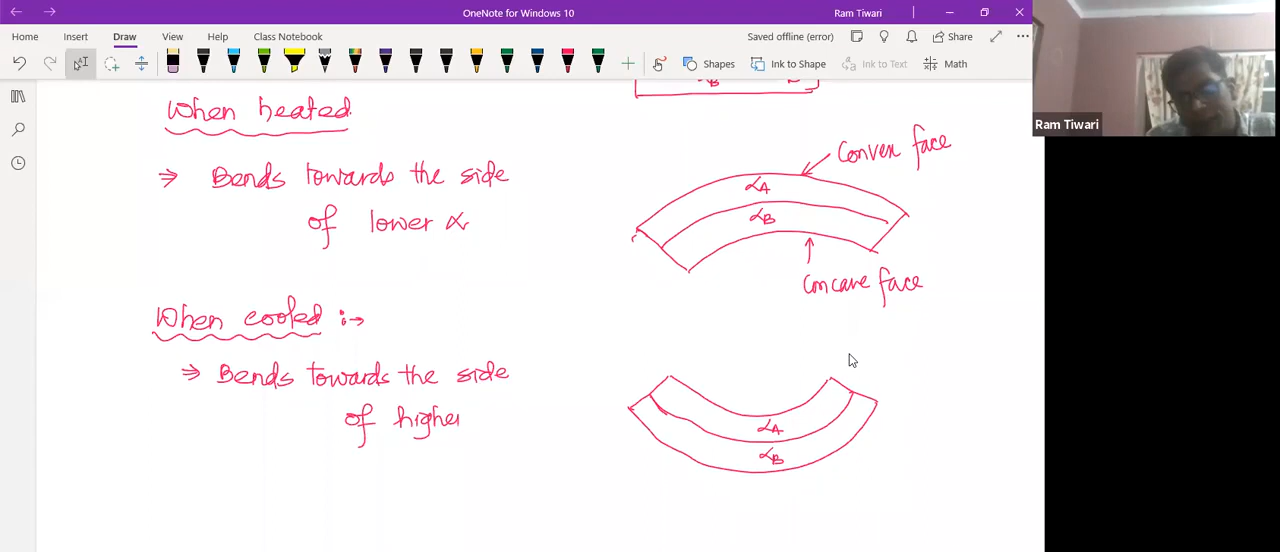 OneNote for Windows 10
Ram Tiwari
Home Insert Draw View Help Class Notebook
Saved offline (error) Share
Shapes Ink to Shape Ink to Text Math
αB
When heated
⇒ Bends towards the side
of lower α
Convex face
αA
αB
Concave face
When cooled :→
⇒ Bends towards the side
of higher
αA
αB
Ram Tiwari